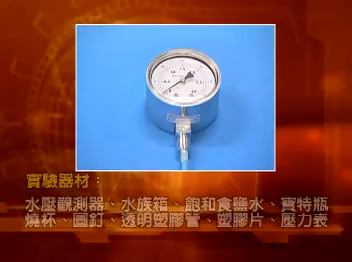 實驗器材：
水壓觀測器、水族箱、飽和食鹽水、寶特瓶
燒杯、圖釘、透明塑膠管、塑膠片、壓力表